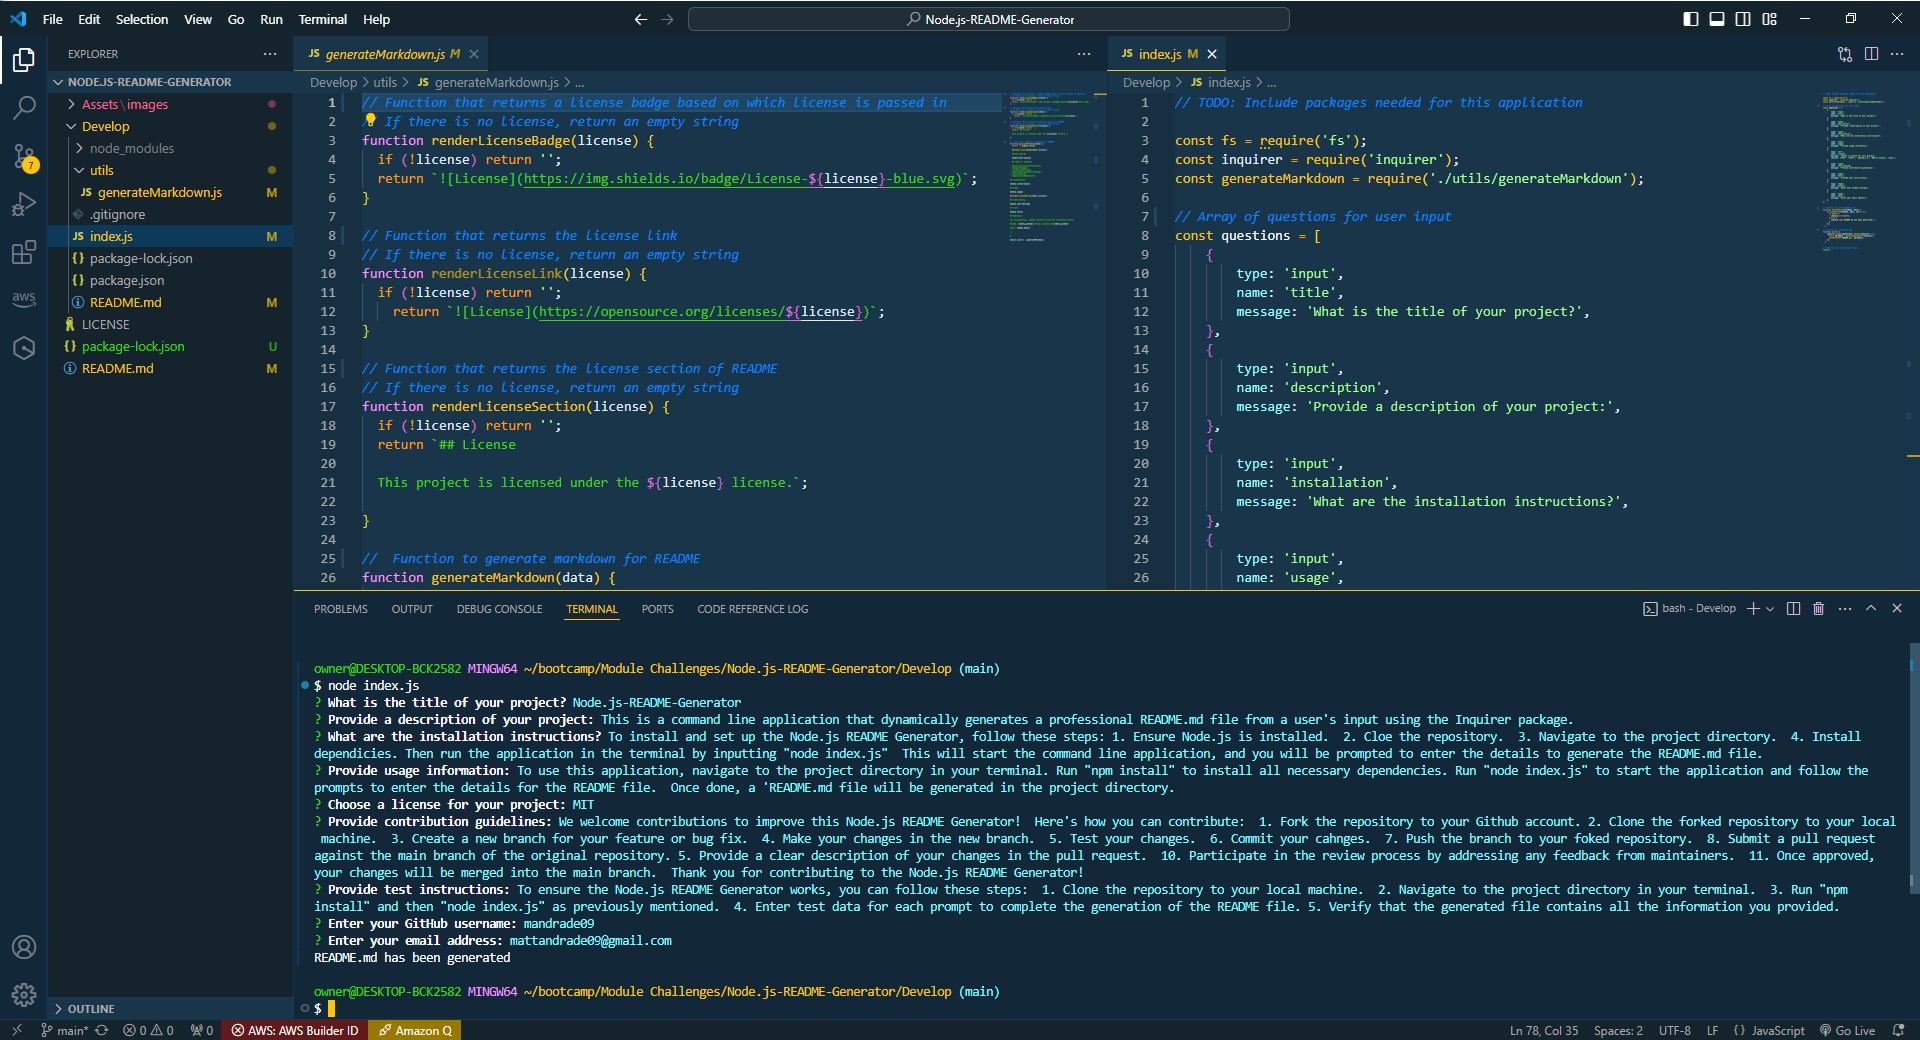 File Edit Selection View Go Run Terminal Help
Node.js-README-Generator
EXPLORER
NODE.JS-README-GENERATOR
Assets\images
Develop
node_modules
utils
JS generateMarkdown.js M
.gitignore
JS index.js M
{} package-lock.json
{} package.json
README.md M
LICENSE
{} package-lock.json U
README.md M
OUTLINE
7
aws
JS generateMarkdown.js M
Develop > utils > JS generateMarkdown.js > ...
1 // Function that returns a license badge based on which license is passed in
2 // If there is no license, return an empty string
3 function renderLicenseBadge(license) {
4 if (!license) return '';
5 return `![License](https://img.shields.io/badge/License-${license}-blue.svg)`;
6 }
7
8 // Function that returns the license link
9 // If there is no license, return an empty string
10 function renderLicenseLink(license) {
11 if (!license) return '';
12 return `![License](https://opensource.org/licenses/${license})`;
13 }
14
15 // Function that returns the license section of README
16 // If there is no license, return an empty string
17 function renderLicenseSection(license) {
18 if (!license) return '';
19 return `## License
20
21 This project is licensed under the ${license} license.`;
22
23 }
24
25 //  Function to generate markdown for README
26 function generateMarkdown(data) {
JS index.js M
Develop > JS index.js > ...
1 // TODO: Include packages needed for this application
2
3 const fs = require('fs');
4 const inquirer = require('inquirer');
5 const generateMarkdown = require('./utils/generateMarkdown');
6
7 // Array of questions for user input
8 const questions = [
9 {
10 type: 'input',
11 name: 'title',
12 message: 'What is the title of your project?',
13 },
14 {
15 type: 'input',
16 name: 'description',
17 message: 'Provide a description of your project:',
18 },
19 {
20 type: 'input',
21 name: 'installation',
22 message: 'What are the installation instructions?',
23 },
24 {
25 type: 'input',
26 name: 'usage',
PROBLEMS OUTPUT DEBUG CONSOLE TERMINAL PORTS CODE REFERENCE LOG
bash - Develop
owner@DESKTOP-BCK2582 MINGW64 ~/bootcamp/Module Challenges/Node.js-README-Generator/Develop (main)
$ node index.js
? What is the title of your project? Node.js-README-Generator
? Provide a description of your project: This is a command line application that dynamically generates a professional README.md file from a user's input using the Inquirer package.
? What are the installation instructions? To install and set up the Node.js README Generator, follow these steps: 1. Ensure Node.js is installed.  2. Cloe the repository.  3. Navigate to the project directory.  4. Install
dependicies. Then run the application in the terminal by inputting "node index.js"  This will start the command line application, and you will be prompted to enter the details to generate the README.md file.
? Provide usage information: To use this application, navigate to the project directory in your terminal. Run "npm install" to install all necessary dependencies. Run "node index.js" to start the application and follow the
prompts to enter the details for the README file.  Once done, a 'README.md file will be generated in the project directory.
? Choose a license for your project: MIT
? Provide contribution guidelines: We welcome contributions to improve this Node.js README Generator!  Here's how you can contribute:  1. Fork the repository to your Github account. 2. Clone the forked repository to your local
machine.  3. Create a new branch for your feature or bug fix.  4. Make your changes in the new branch.  5. Test your changes.  6. Commit your cahnges.  7. Push the branch to your foked repository.  8. Submit a pull request
against the main branch of the original repository. 5. Provide a clear description of your changes in the pull request.  10. Participate in the review process by addressing any feedback from maintainers.  11. Once approved,
your changes will be merged into the main branch.  Thank you for contributing to the Node.js README Generator!
? Provide test instructions: To ensure the Node.js README Generator works, you can follow these steps:  1. Clone the repository to your local machine.  2. Navigate to the project directory in your terminal.  3. Run "npm
install" and then "node index.js" as previously mentioned.  4. Enter test data for each prompt to complete the generation of the README file. 5. Verify that the generated file contains all the information you provided.
? Enter your GitHub username: mandrade09
? Enter your email address: mattandrade09@gmail.com
README.md has been generated
owner@DESKTOP-BCK2582 MINGW64 ~/bootcamp/Module Challenges/Node.js-README-Generator/Develop (main)
$
main* 0 0 0 AWS: AWS Builder ID Amazon Q Ln 78, Col 35 Spaces: 2 UTF-8 LF {} JavaScript Go Live